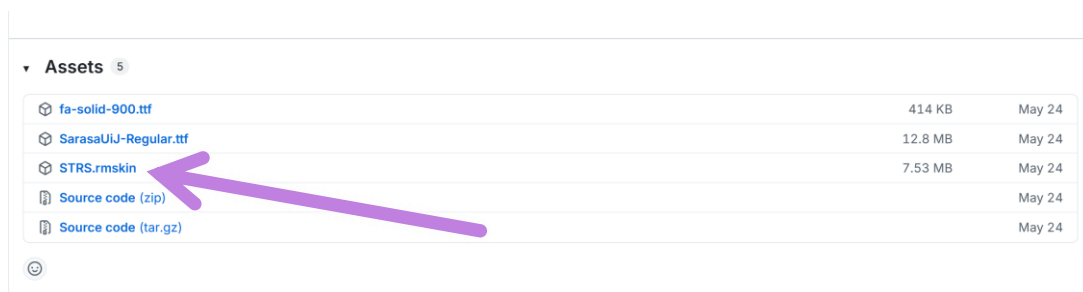 Assets 5
fa-solid-900.ttf 414 KB May 24
SarasaUiJ-Regular.ttf 12.8 MB May 24
STRS.rmskin 7.53 MB May 24
Source code (zip) May 24
Source code (tar.gz) May 24